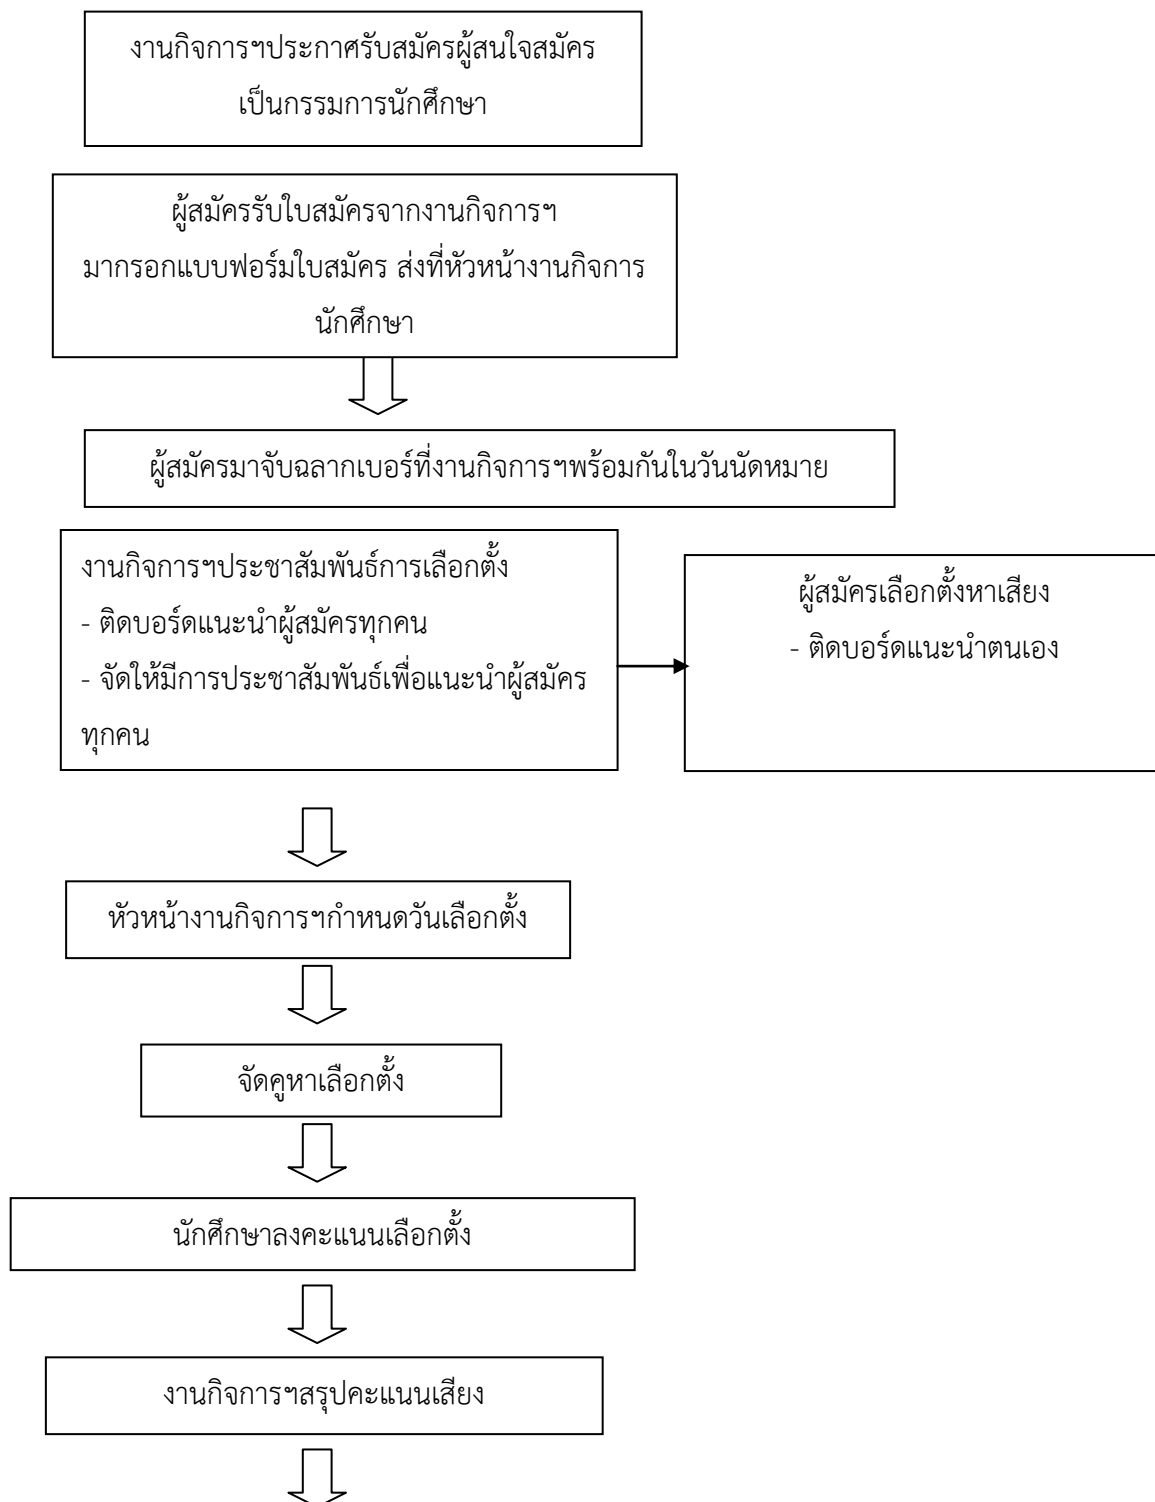 งานกิจการฯประกาศรับสมัครผู้สนใจสมัคร
เป็นกรรมการนักศึกษา
ผู้สมัครรับใบสมัครจากงานกิจการฯ
มากรอกแบบฟอร์มใบสมัคร ส่งที่หัวหน้างานกิจการ
นักศึกษา
ผู้สมัครมาจับฉลากเบอร์ที่งานกิจการฯพร้อมกันในวันนัดหมาย
งานกิจการฯประชาสัมพันธ์การเลือกตั้ง
- ติดบอร์ดแนะนำผู้สมัครทุกคน
- จัดให้มีการประชาสัมพันธ์เพื่อแนะนำผู้สมัคร
ทุกคน
ผู้สมัครเลือกตั้งหาเสียง
- ติดบอร์ดแนะนำตนเอง
หัวหน้างานกิจการฯกำหนดวันเลือกตั้ง
จัดคูหาเลือกตั้ง
นักศึกษาลงคะแนนเลือกตั้ง
งานกิจการฯสรุปคะแนนเสียง